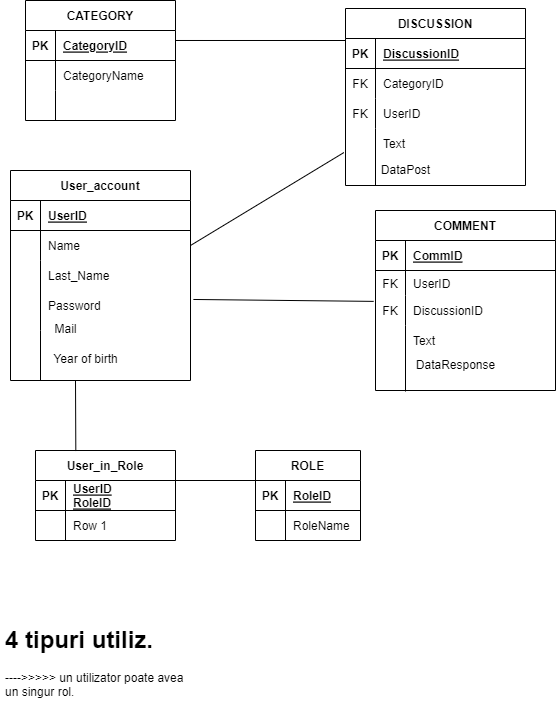 CATEGORY
PK CategoryID
CategoryName
DISCUSSION
PK DiscussionID
FK CategoryID
FK UserID
Text
DataPost
User_account
PK UserID
Name
Last_Name
Password
Mail
Year of birth
COMMENT
PK CommID
FK UserID
FK DiscussionID
Text
DataResponse
User_in_Role
PK UserID
RoleID
Row 1
ROLE
PK RoleID
RoleName
4 tipuri utiliz.
---->>>>> un utilizator poate avea
un singur rol.